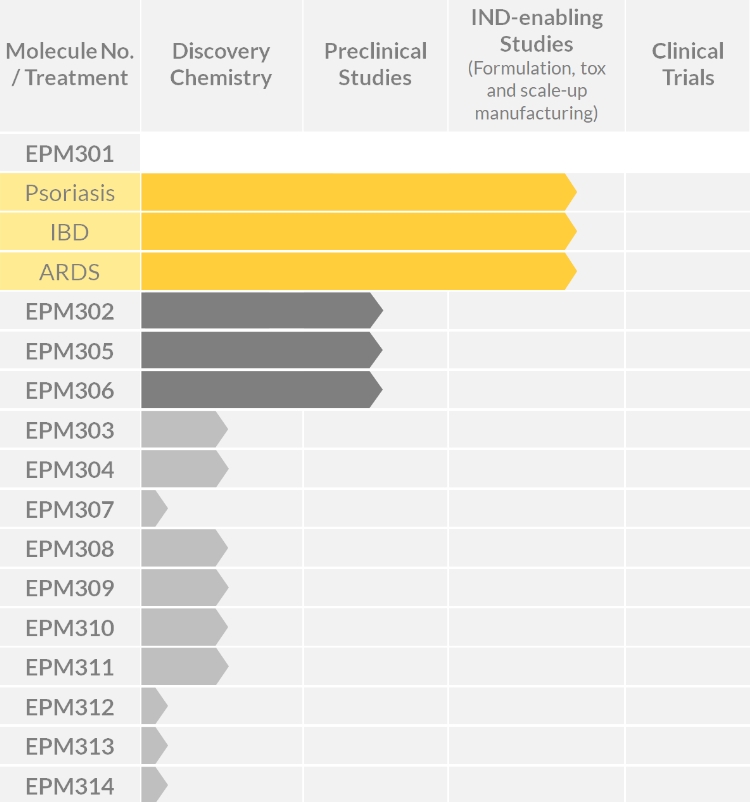 Molecule No.
/ Treatment
Discovery
Chemistry
Preclinical
Studies
IND-enabling
Studies
(Formulation, tox
and scale-up
manufacturing)
Clinical
Trials
EPM301
Psoriasis
IBD
ARDS
EPM302
EPM305
EPM306
EPM303
EPM304
EPM307
EPM308
EPM309
EPM310
EPM311
EPM312
EPM313
EPM314